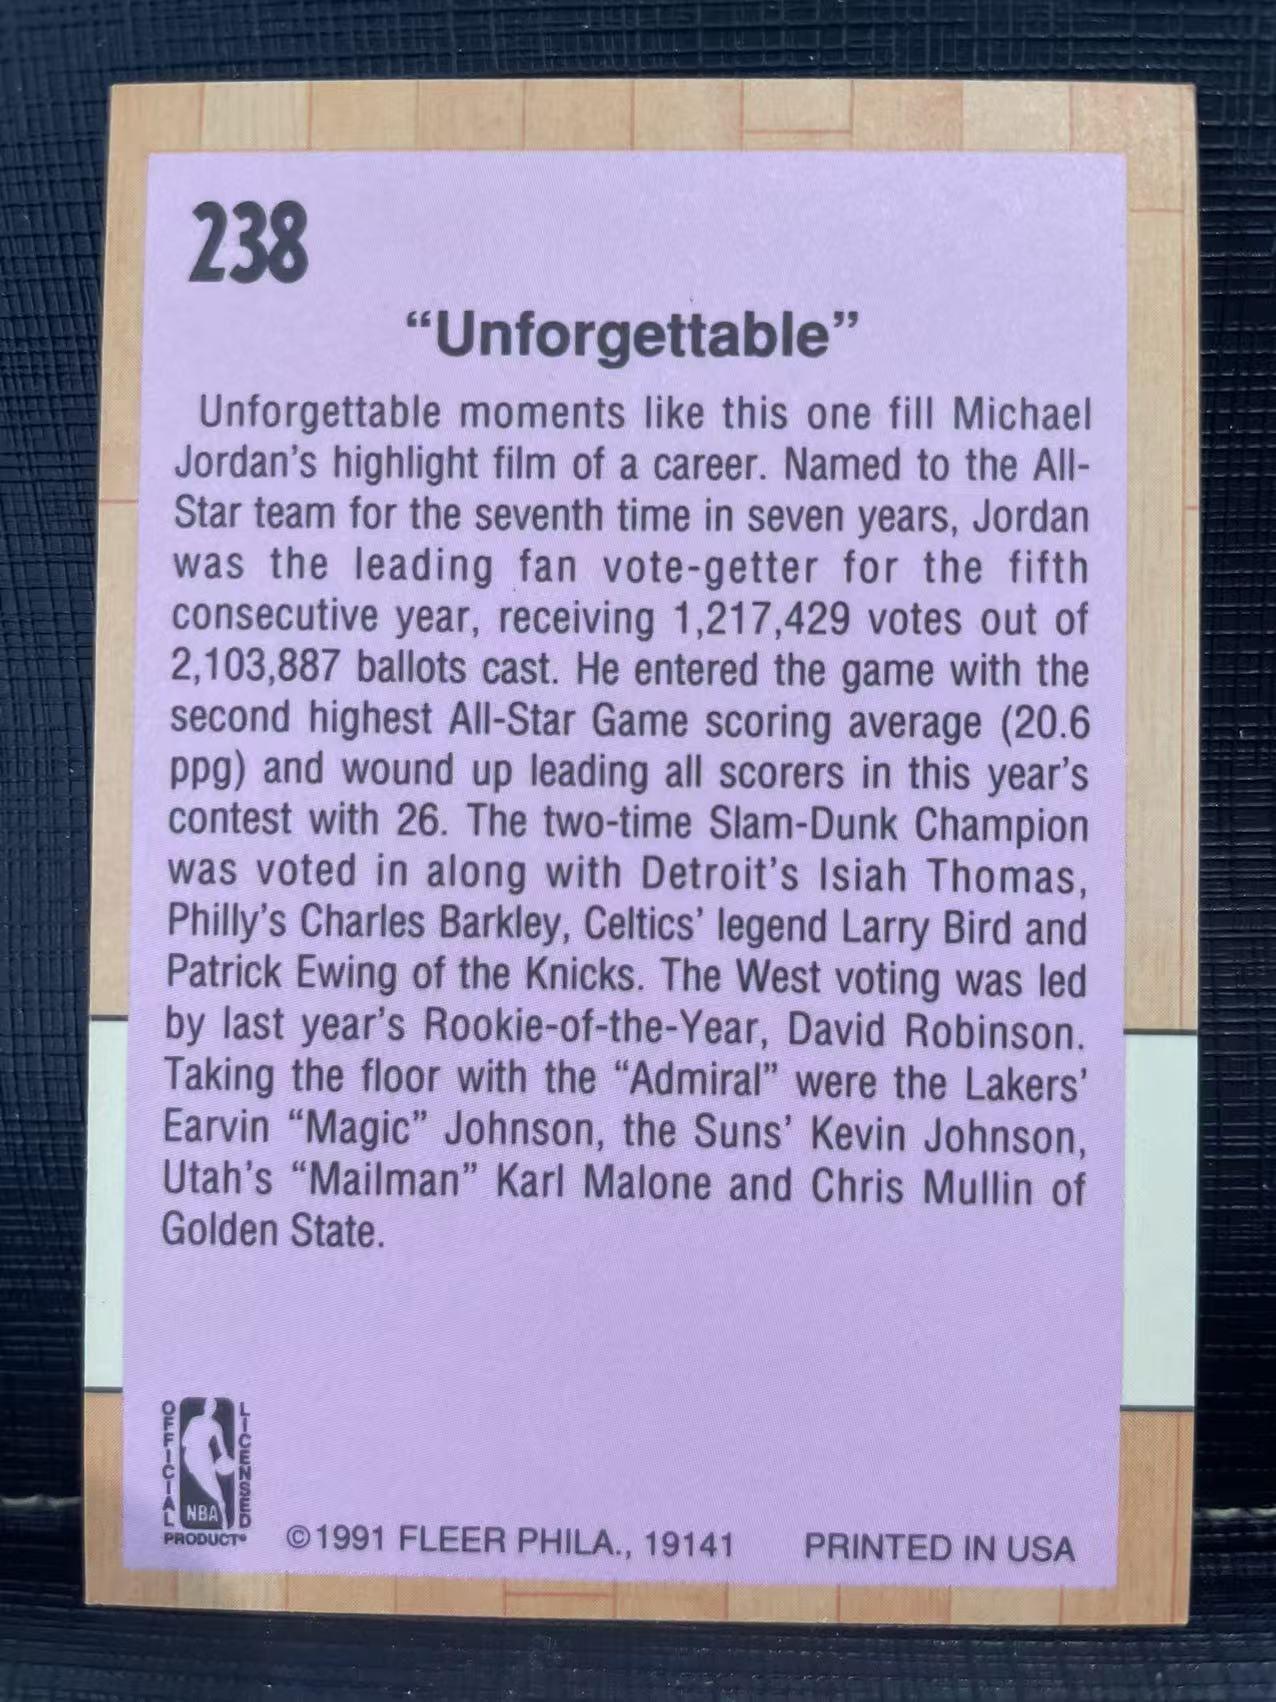 238
“Unforgettable”
Unforgettable moments like this one fill Michael
Jordan’s highlight film of a career. Named to the All-
Star team for the seventh time in seven years, Jordan
was the leading fan vote-getter for the fifth
consecutive year, receiving 1,217,429 votes out of
2,103,887 ballots cast. He entered the game with the
second highest All-Star Game scoring average (20.6
ppg) and wound up leading all scorers in this year’s
contest with 26. The two-time Slam-Dunk Champion
was voted in along with Detroit’s Isiah Thomas,
Philly’s Charles Barkley, Celtics’ legend Larry Bird and
Patrick Ewing of the Knicks. The West voting was led
by last year’s Rookie-of-the-Year, David Robinson.
Taking the floor with the “Admiral” were the Lakers’
Earvin “Magic” Johnson, the Suns’ Kevin Johnson,
Utah’s “Mailman” Karl Malone and Chris Mullin of
Golden State.
OFFICIAL
NBA
LICENSED
PRODUCT®
©1991 FLEER PHILA., 19141 PRINTED IN USA